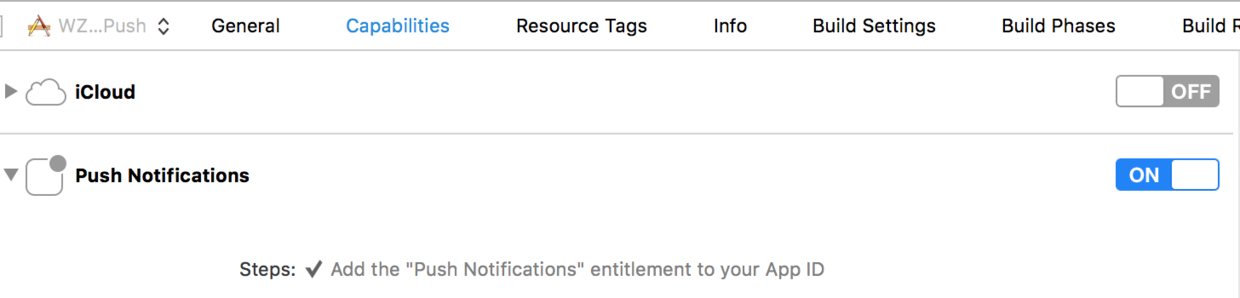 WZ...Push General Capabilities Resource Tags Info Build Settings Build Phases Build R
iCloud OFF
Push Notifications ON
Steps: ✔ Add the "Push Notifications" entitlement to your App ID